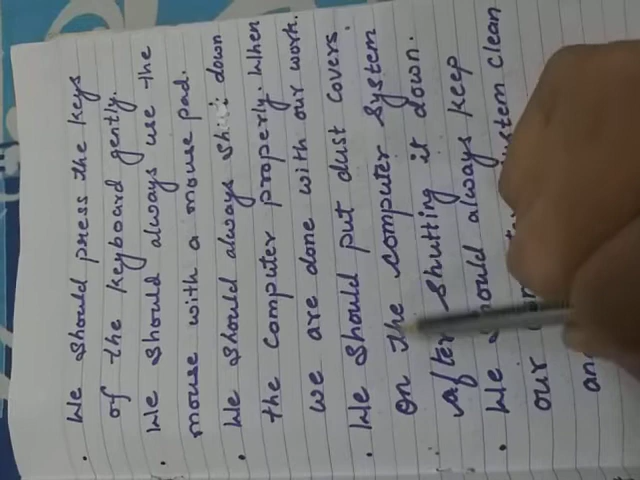 • We should press the keys
of the keyboard gently.
• We should always use the
mouse with a mouse pad.
• We should always down
the computer properly. When
we are done with our work.
• We should put dust covers.
on the computer system
after shutting it down.
• We should always keep
our system clean